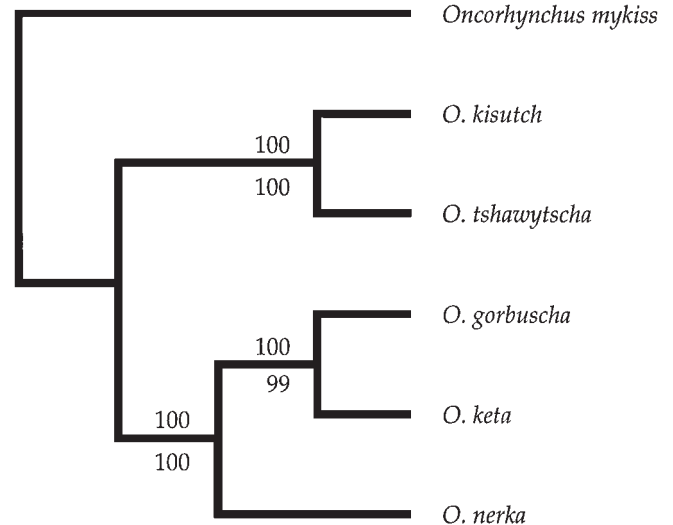 Oncorhynchus mykiss
O. kisutch
100
100
O. tshawytscha
O. gorbuscha
100
99
O. keta
100
100
O. nerka